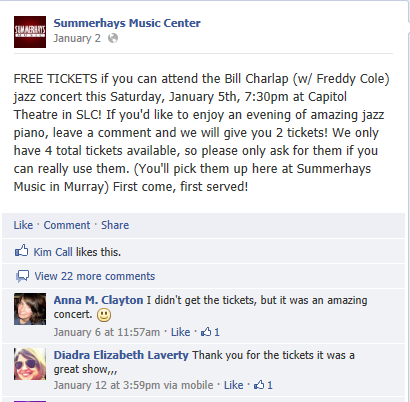 SUMMERHAYS
MUSIC
Summerhays Music Center
January 2
FREE TICKETS if you can attend the Bill Charlap (w/ Freddy Cole)
jazz concert this Saturday, January 5th, 7:30pm at Capitol
Theatre in SLC! If you'd like to enjoy an evening of amazing jazz
piano, leave a comment and we will give you 2 tickets! We only
have 4 total tickets available, so please only ask for them if you
can really use them. (You'll pick them up here at Summerhays
Music in Murray) First come, first served!
Like · Comment · Share
Kim Call likes this.
View 22 more comments
Anna M. Clayton I didn't get the tickets, but it was an amazing
concert.
January 6 at 11:57am · Like · 1
Diadra Elizabeth Laverty Thank you for the tickets it was a
great show,,,
January 12 at 3:59pm via mobile · Like · 1